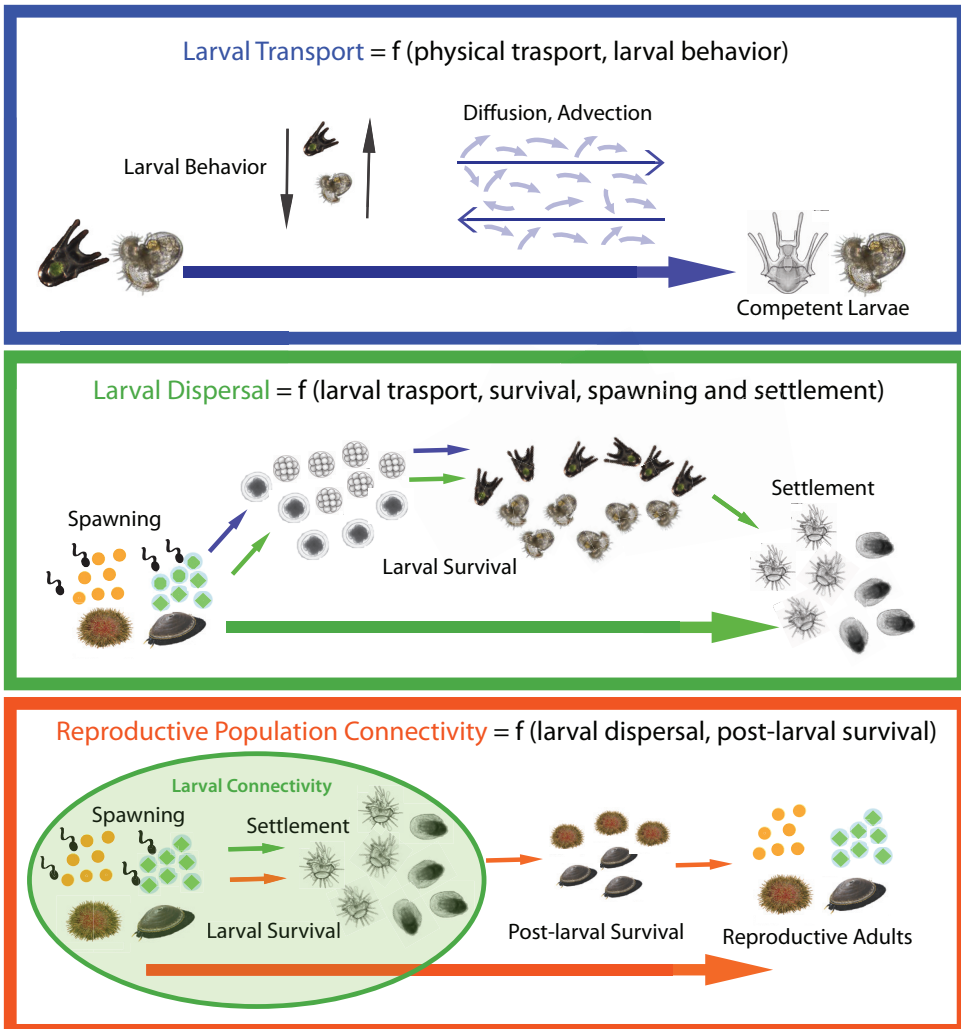 Larval Transport = f (physical trasport, larval behavior)
Diffusion, Advection
Larval Behavior
Competent Larvae
Larval Dispersal = f (larval trasport, survival, spawning and settlement)
Spawning
Settlement
Larval Survival
Reproductive Population Connectivity = f (larval dispersal, post-larval survival)
Larval Connectivity
Spawning
Settlement
Larval Survival
Post-larval Survival
Reproductive Adults